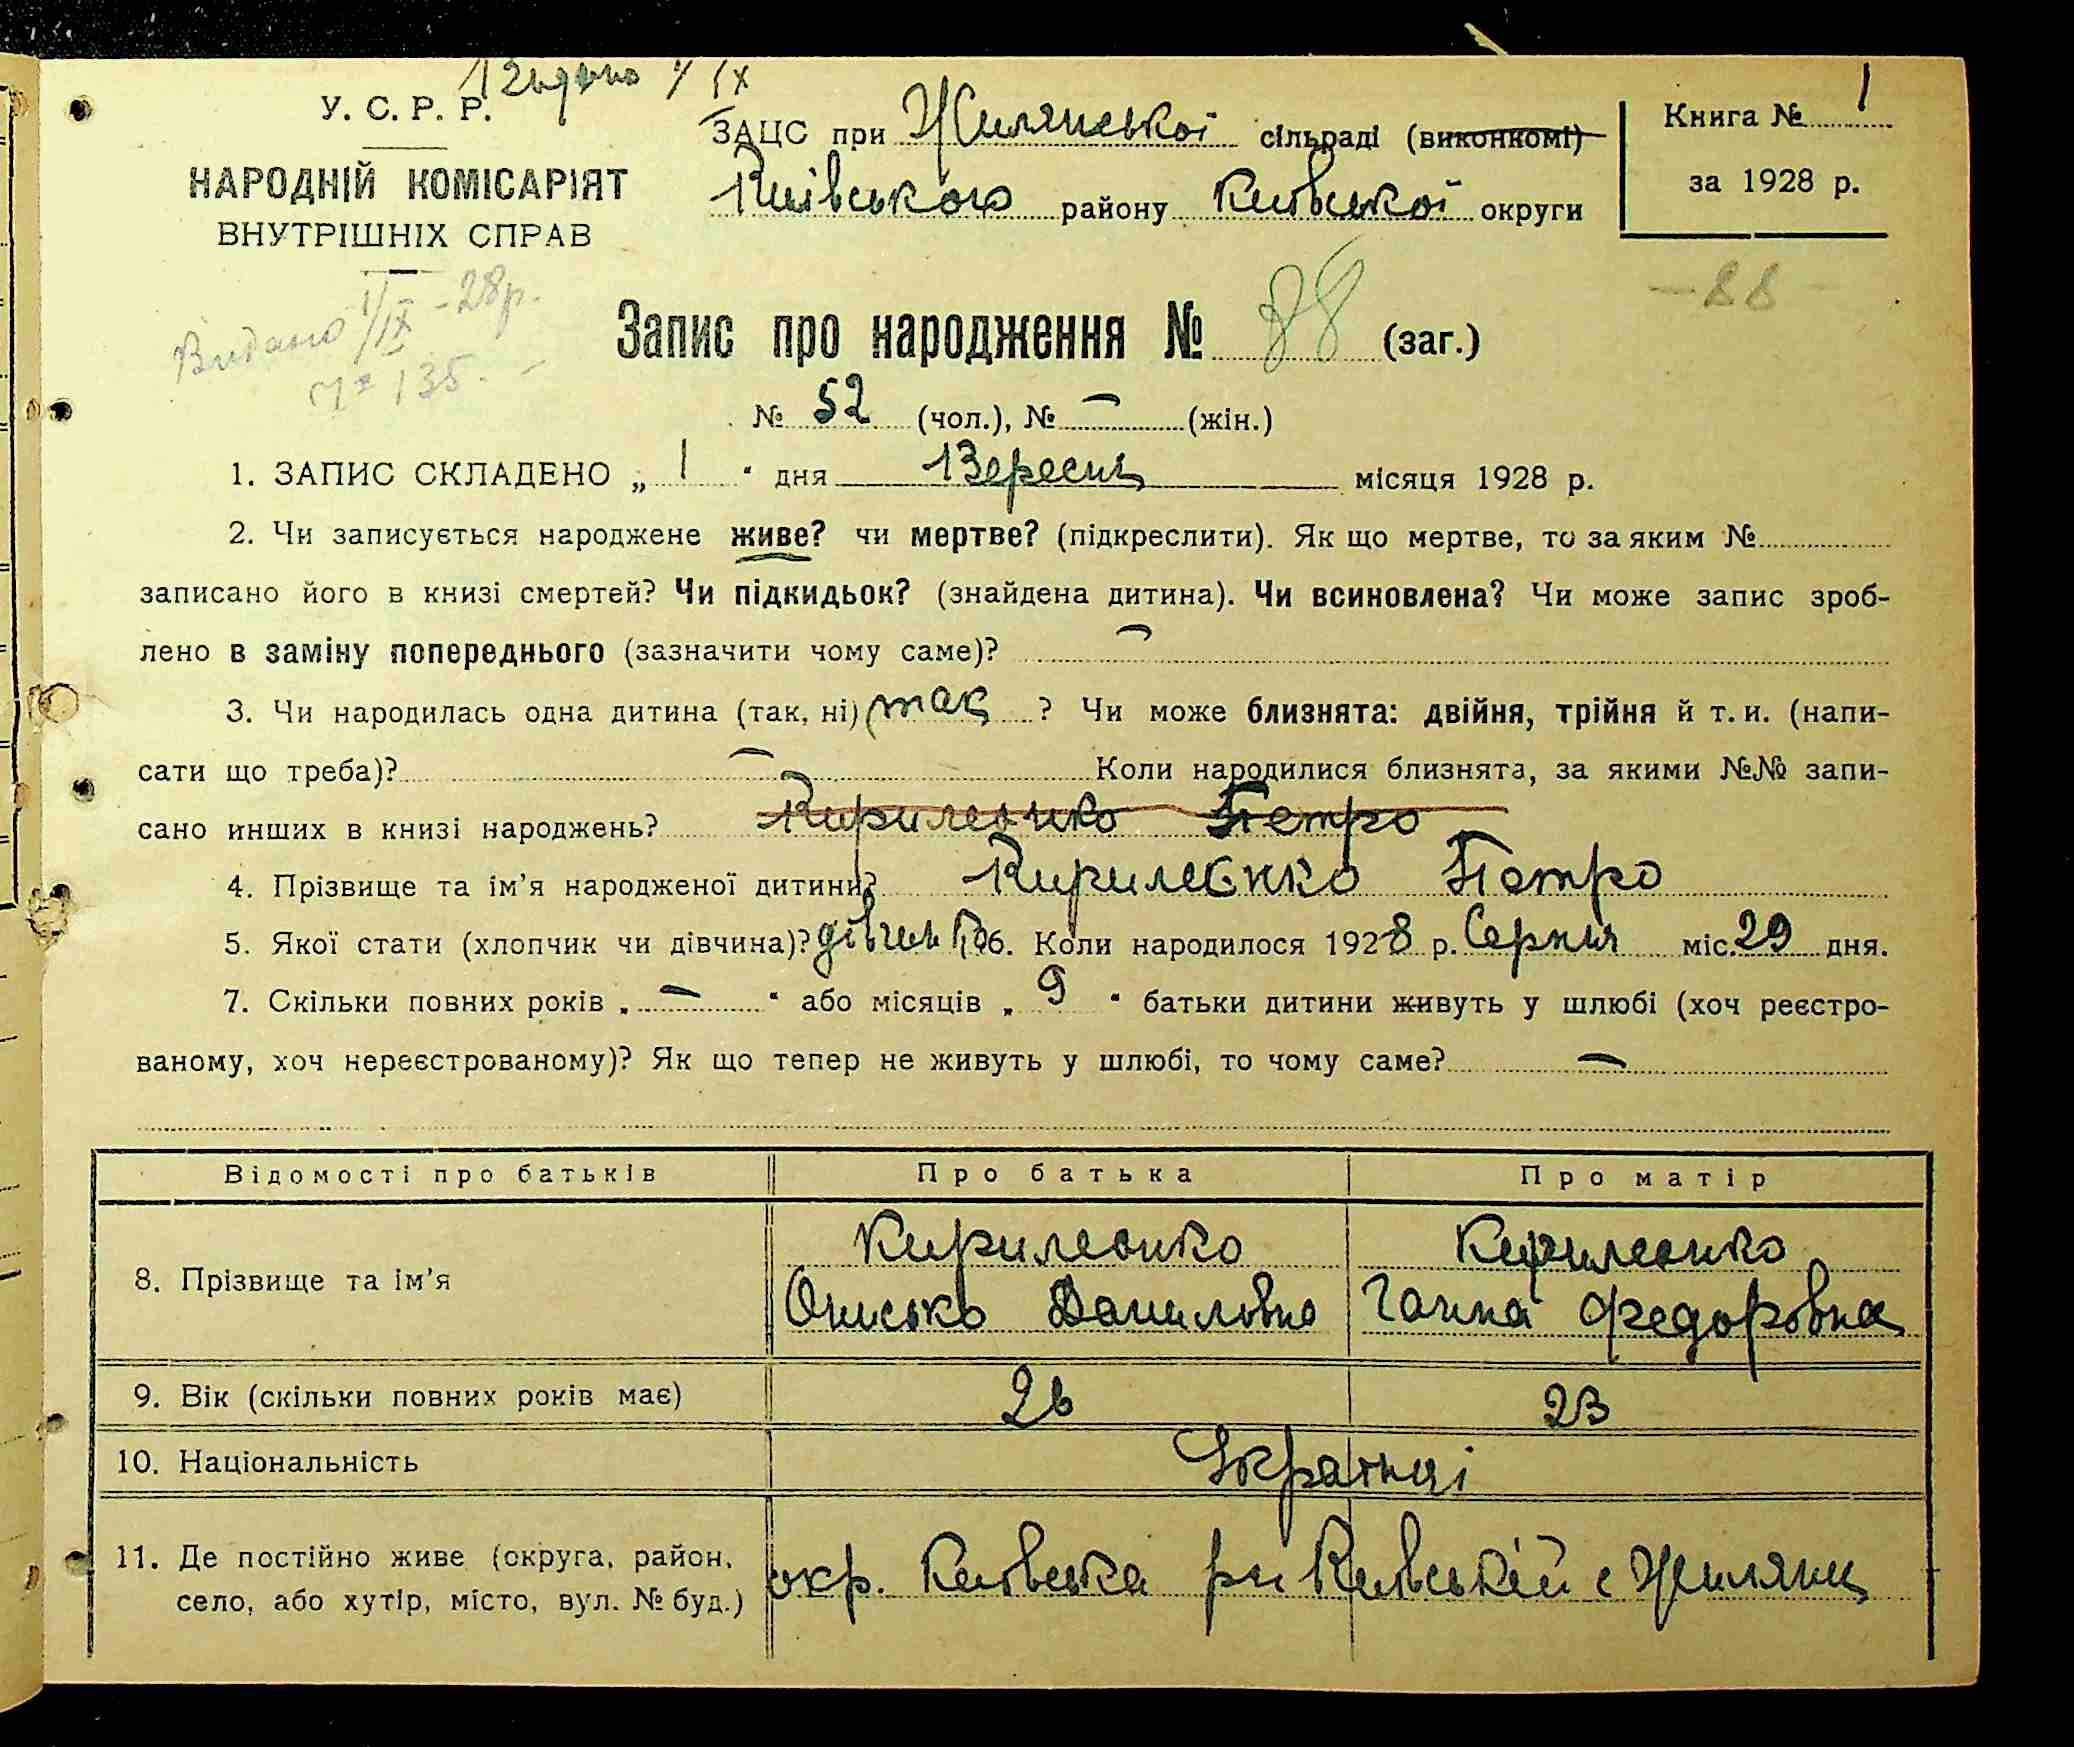 Видано 1/IX
У. С. Р. Р.
НАРОДНІЙ КОМІСАРІЯТ
ВНУТРІШНІХ СПРАВ
ЗАЦС при Жилянської сільраді (виконкомі)
Київського району Київської округи
Книга № 1
за 1928 р.
Видано 1/IX - 28р.
№ 135.
- 88 -
Запис про народження № 88 (заг.)
№ 52 (чол.), № — (жін.)
1. ЗАПИС СКЛАДЕНО „ 1 " дня Вересня місяця 1928 р.
2. Чи записується народжене живе? чи мертве? (підкреслити). Як що мертве, то за яким №
записано його в книзі смертей? Чи підкидьок? (знайдена дитина). Чи всиновлена? Чи може запис зроб-
лено в заміну попереднього (зазначити чому саме)? —
3. Чи народилась одна дитина (так, ні) так ? Чи може близнята: двійня, трійня й т. и. (напи-
сати що треба)? — Коли народилися близнята, за якими №№ запи-
сано инших в книзі народжень? Кириленко Петро
4. Прізвище та ім'я народженої дитини? Кириленко Петро
5. Якої стати (хлопчик чи дівчина)? 6. Коли народилося 1928 р. Серпня міс. 29 дня.
7. Скільки повних років „ — " або місяців „ 9 " батьки дитини живуть у шлюбі (хоч реєстро-
ваному, хоч нереєстрованому)? Як що тепер не живуть у шлюбі, то чому саме? —
Відомості про батьків Про батька Про матір
8. Прізвище та ім'я
Кириленко Кириленко
Онисько Данилович Ганна Федоровна
9. Вік (скільки повних років має) 26 23
10. Національність Українці
11. Де постійно живе (округа, район,
село, або хутір, місто, вул. № буд.)
окр. Київська рн Київській с Жиляни